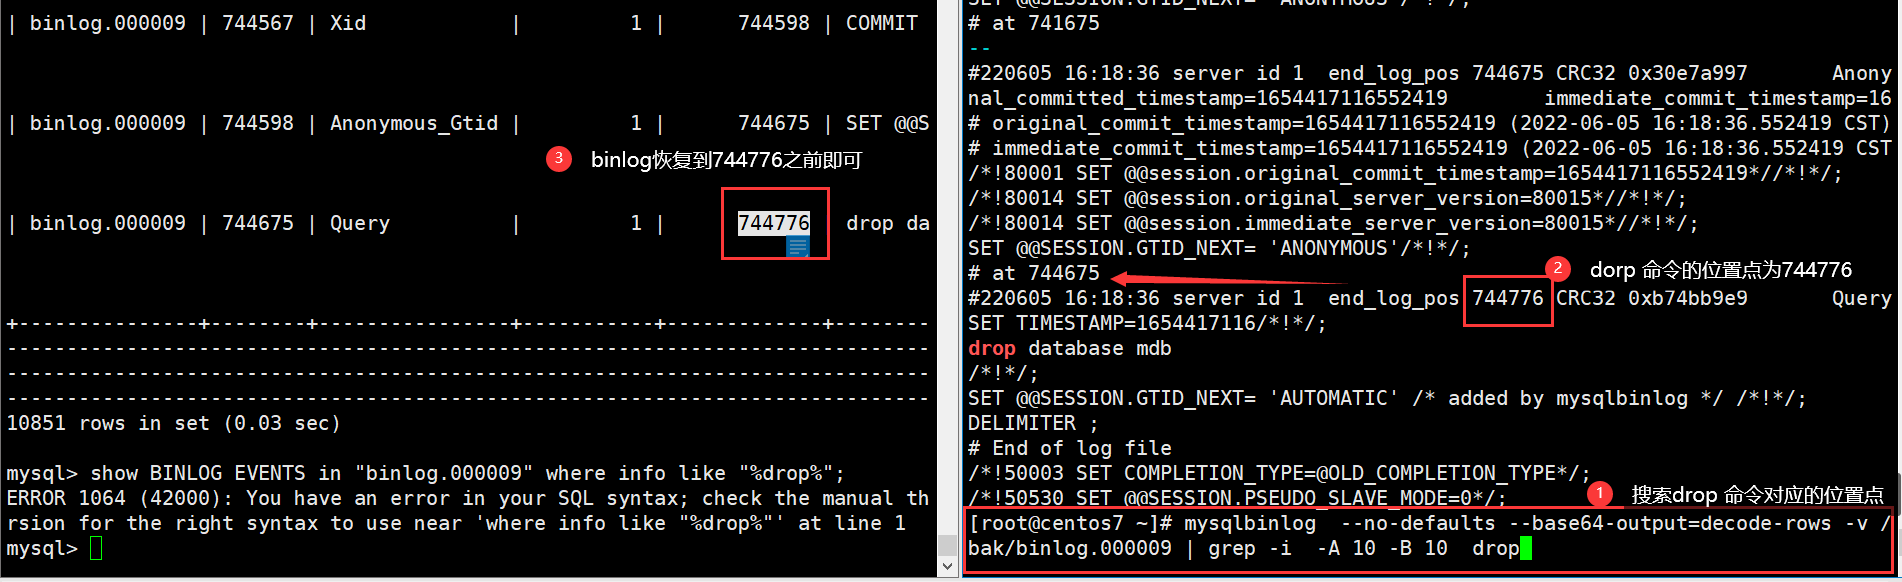 | binlog.000009 | 744567 | Xid            |         1 |      744598 | COMMIT
| binlog.000009 | 744598 | Anonymous_Gtid |         1 |      744675 | SET @@S
3 binlog恢复到744776之前即可
| binlog.000009 | 744675 | Query          |         1 |      744776   drop da
+---------------+--------+----------------+-----------+-------------+--------
-----------------------------------------------------------------------------
-----------------------------------------------------------------------------
-----------------------------------------------------------------------------
10851 rows in set (0.03 sec)
mysql> show BINLOG EVENTS in "binlog.000009" where info like "%drop%";
ERROR 1064 (42000): You have an error in your SQL syntax; check the manual th
rsion for the right syntax to use near 'where info like "%drop%"' at line 1
mysql>
SET @@SESSION.GTID_NEXT= 'ANONYMOUS'/*!*/;
# at 741675
--
#220605 16:18:36 server id 1  end_log_pos 744675 CRC32 0x30e7a997       Anony
nal_committed_timestamp=1654417116552419        immediate_commit_timestamp=16
# original_commit_timestamp=1654417116552419 (2022-06-05 16:18:36.552419 CST)
# immediate_commit_timestamp=1654417116552419 (2022-06-05 16:18:36.552419 CST
/*!80001 SET @@session.original_commit_timestamp=1654417116552419*//*!*/;
/*!80014 SET @@session.original_server_version=80015*//*!*/;
/*!80014 SET @@session.immediate_server_version=80015*//*!*/;
SET @@SESSION.GTID_NEXT= 'ANONYMOUS'/*!*/;
# at 744675
2 dorp 命令的位置点为744776
#220605 16:18:36 server id 1  end_log_pos 744776 CRC32 0xb74bb9e9       Query
SET TIMESTAMP=1654417116/*!*/;
drop database mdb
/*!*/;
SET @@SESSION.GTID_NEXT= 'AUTOMATIC' /* added by mysqlbinlog */ /*!*/;
DELIMITER ;
# End of log file
/*!50003 SET COMPLETION_TYPE=@OLD_COMPLETION_TYPE*/;
/*!50530 SET @@SESSION.PSEUDO_SLAVE_MODE=0*/;
1 搜索drop 命令对应的位置点
[root@centos7 ~]# mysqlbinlog  --no-defaults --base64-output=decode-rows -v /
bak/binlog.000009 | grep -i  -A 10 -B 10  drop